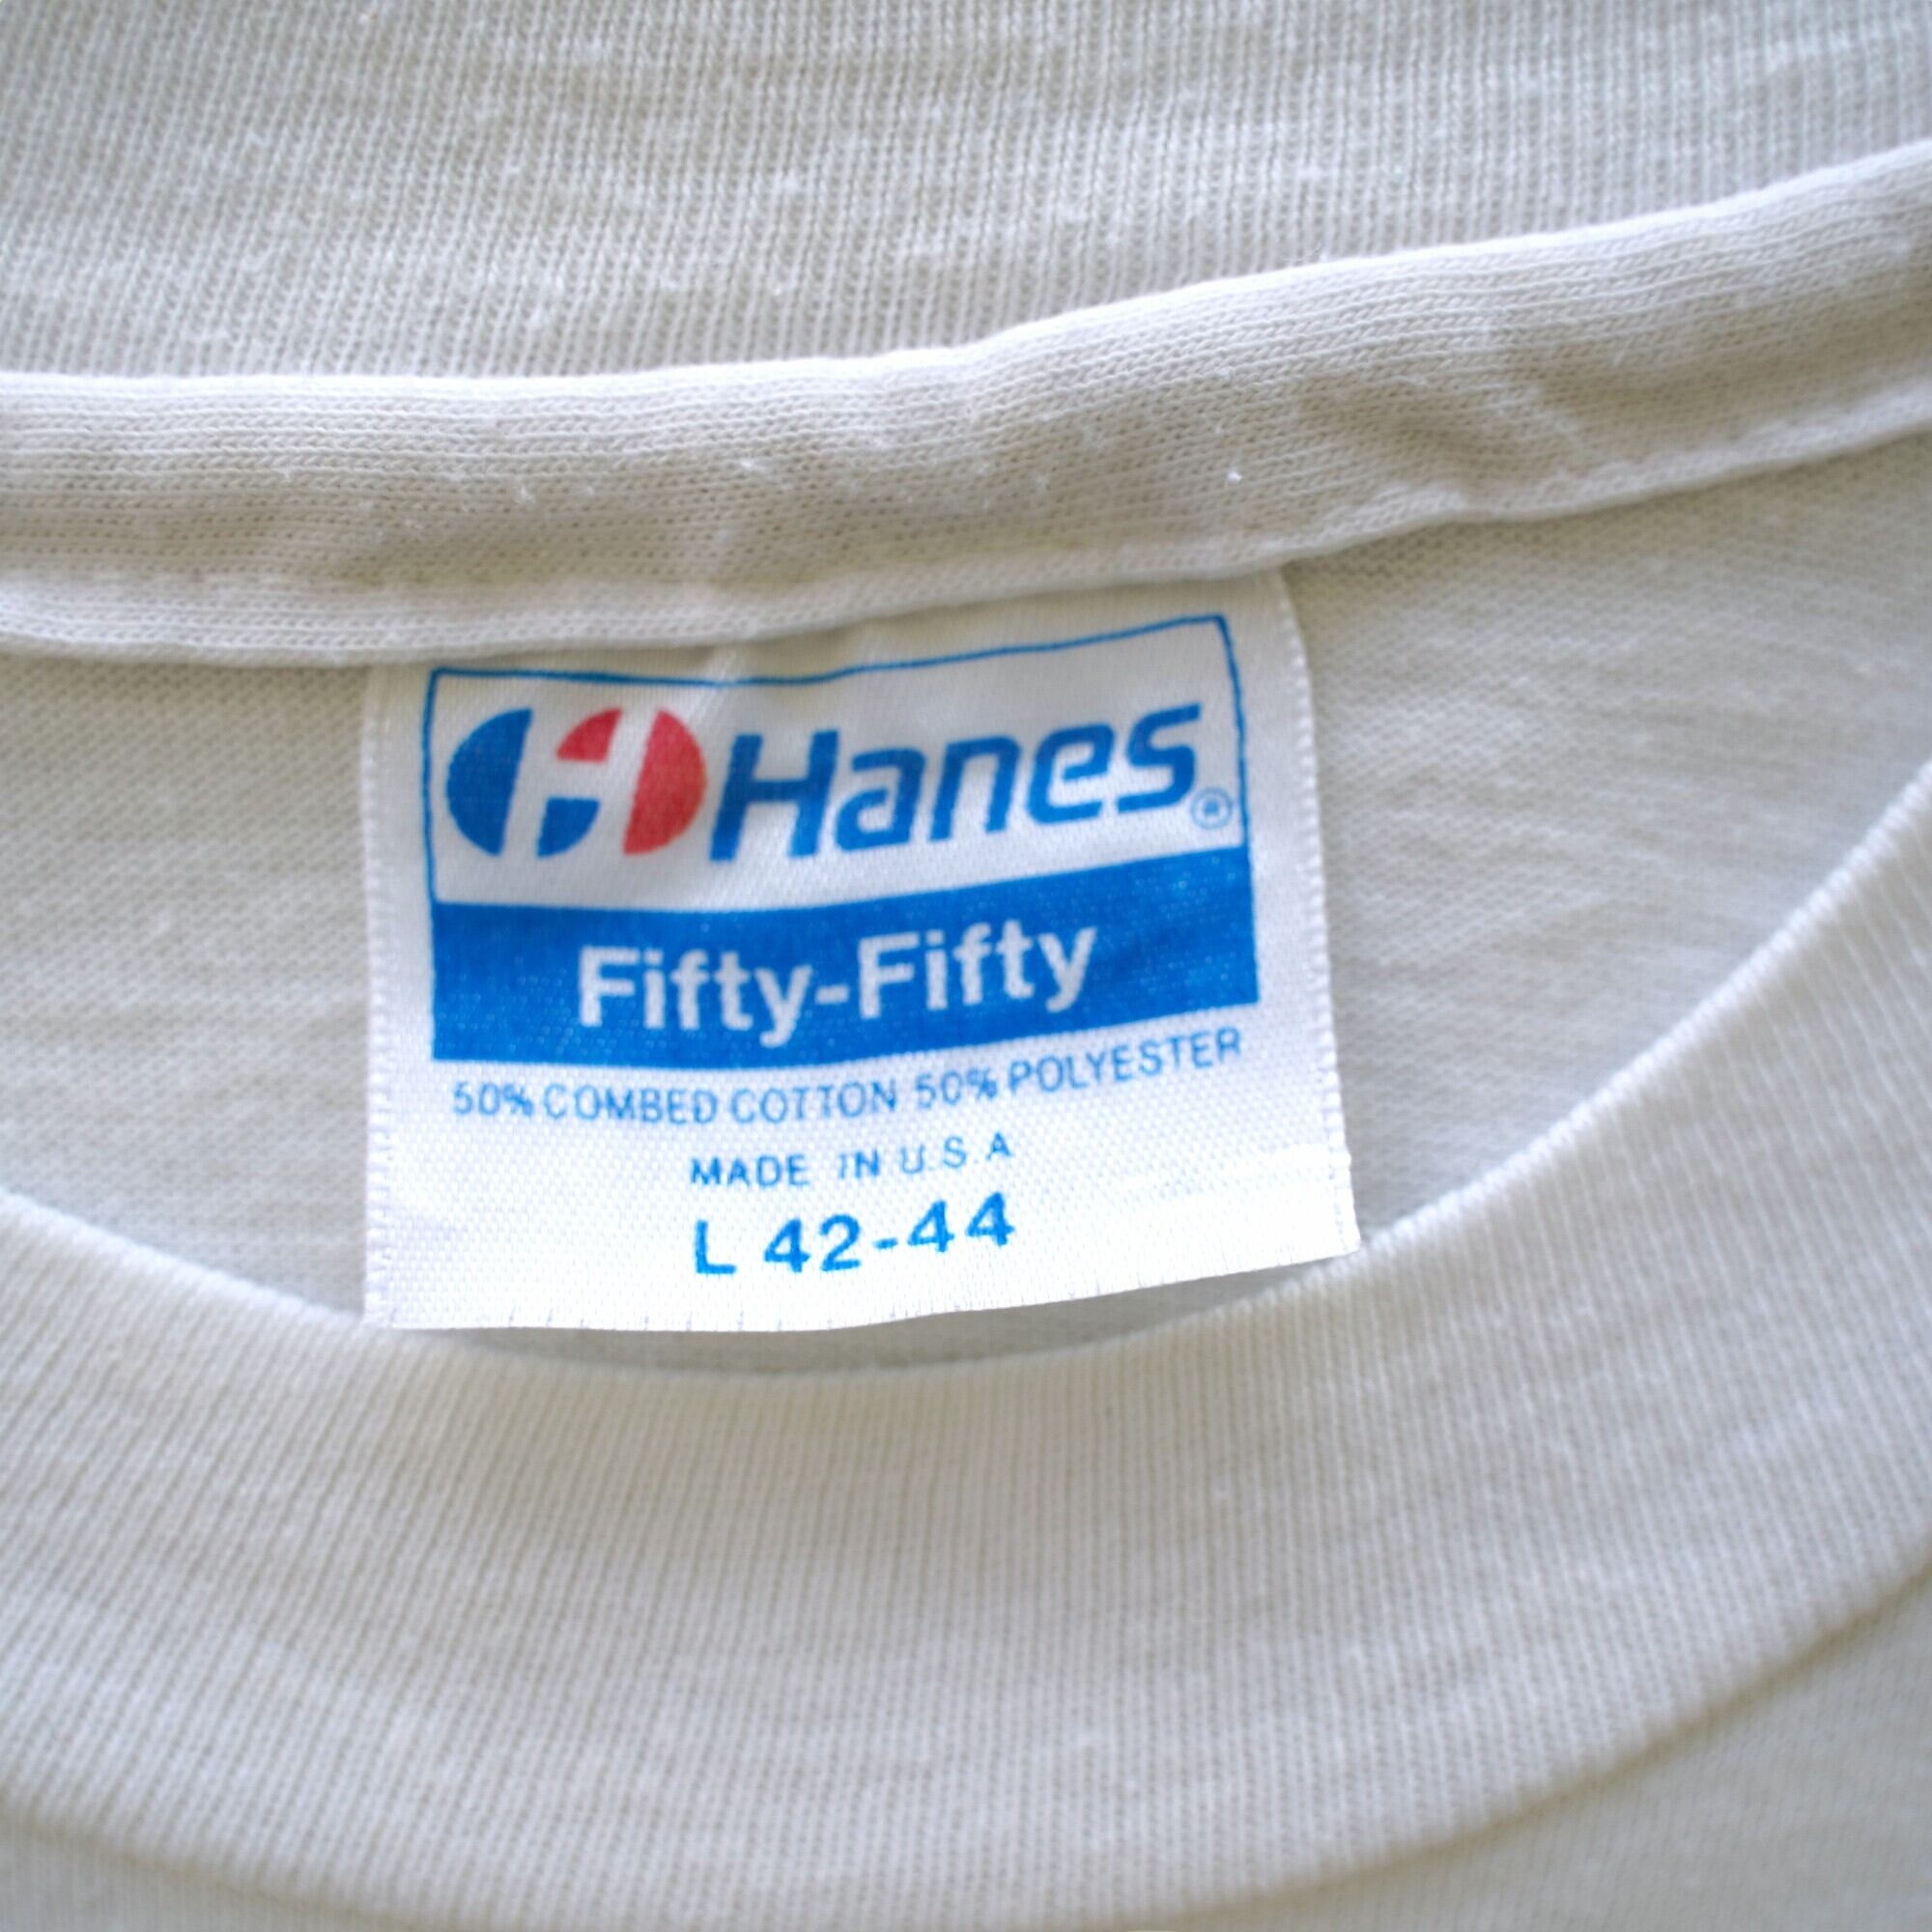 Hanes®
Fifty-Fifty
50% COMBED COTTON 50% POLYESTER
MADE IN U.S.A
L 42-44